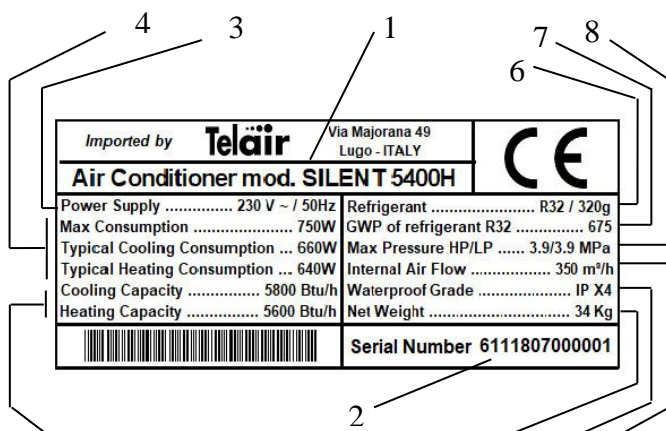 4 3 1 7 8
6
Imported by Telair Via Majorana 49
Lugo - ITALY
CE
Air Conditioner mod. SILENT 5400H
Power Supply ............... 230 V ~ / 50Hz
Max Consumption .................... 750W
Typical Cooling Consumption ... 660W
Typical Heating Consumption ... 640W
Cooling Capacity ................ 5800 Btu/h
Heating Capacity ................ 5600 Btu/h
Refrigerant ....................... R32 / 320g
GWP of refrigerant R32 ............... 675
Max Pressure HP/LP ...... 3.9/3.9 MPa
Internal Air Flow .................. 350 m³/h
Waterproof Grade ..................... IP X4
Net Weight ............................... 34 Kg
Serial Number 6111807000001
2